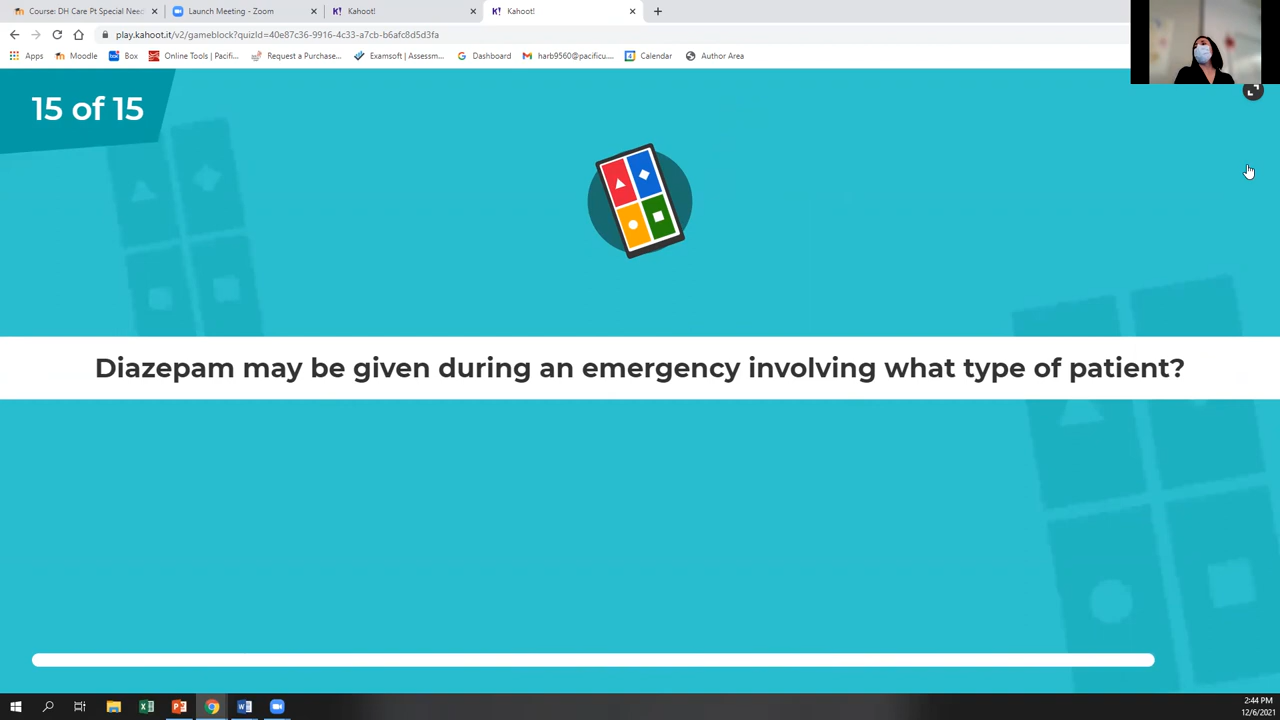 Course: DH Care Pt Special Need
Launch Meeting - Zoom
Kahoot!
Kahoot!
play.kahoot.it/v2/gameblock?quizId=40e87c36-9916-4c33-a7cb-b6afc8d5d3fa
Apps
Moodle
box
Box
Online Tools | Pacifi...
Request a Purchase...
Examsoft | Assessm...
Dashboard
harb9560@pacificu...
Calendar
Author Area
15 of 15
Diazepam may be given during an emergency involving what type of patient?
2:44 PM
12/6/2021